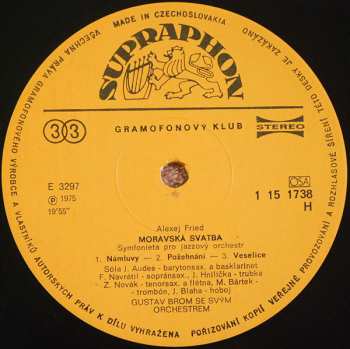 MADE IN CZECHOSLOVAKIA
VŠECHNA PRÁVA GRAMOFONOVÉHO VÝROBCE A VLASTNÍKŮ AUTORSKÝCH PRÁV K DÍLU VYHRAZENA
POŘIZOVÁNÍ KOPIÍ VEŘEJNÉ PROVOZOVÁNÍ A ROZHLASOVÉ ŠÍŘENÍ TÉTO DESKY JE ZAKÁZÁNO
SUPRAPHON
GRAMOFONOVÝ KLUB
33
STEREO
OSA
E 3297
℗ 1975
19'55"
1 15 1738
H
Alexej Fried
MORAVSKÁ SVATBA
Symfonieta pro jazzový orchestr
1. Námluvy — 2. Požehnání — 3. Veselice
Sóla J. Audes - barytonsax. a basklarinet
F. Navrátil - sopránsax., J. Hnilička - trubka
Z. Novák - tenorsax. a flétna, M. Bártek -
trombón, J. Blaha - hoboj
GUSTAV BROM SE SVÝM
ORCHESTREM